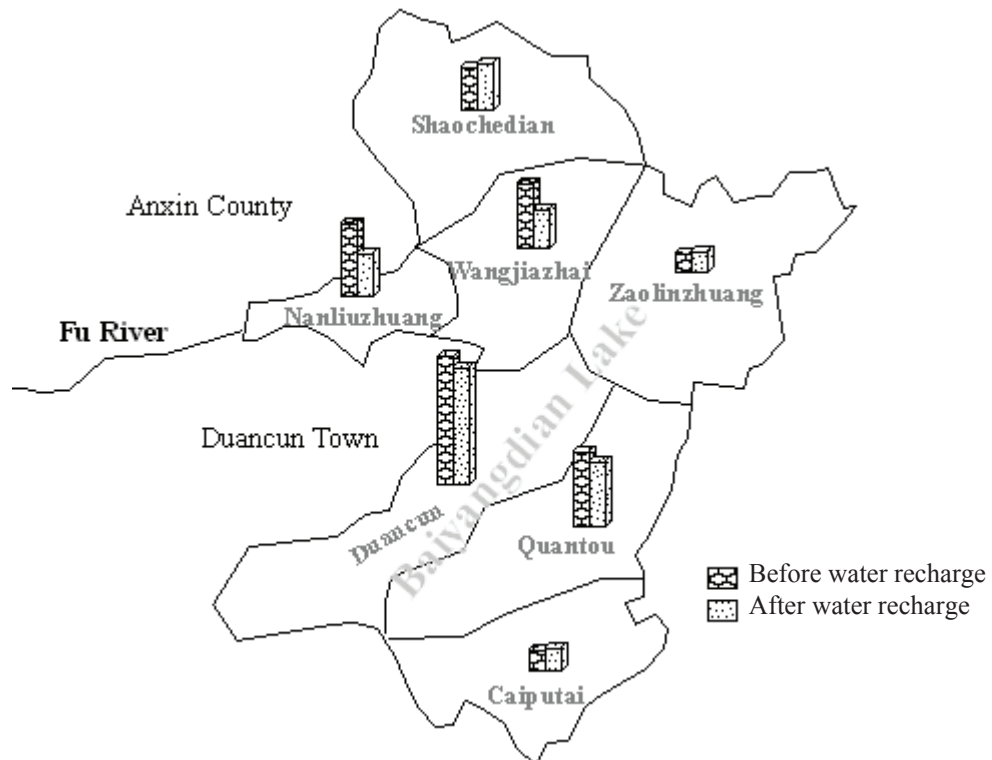 Shaochedian
Anxin County
Wangjiazhai
Zaolinzhuang
Nanliuzhuang
Fu River
Baiyangdian Lake
Duancun Town
Duancun
Quantou
Before water recharge
After water recharge
Caiputai